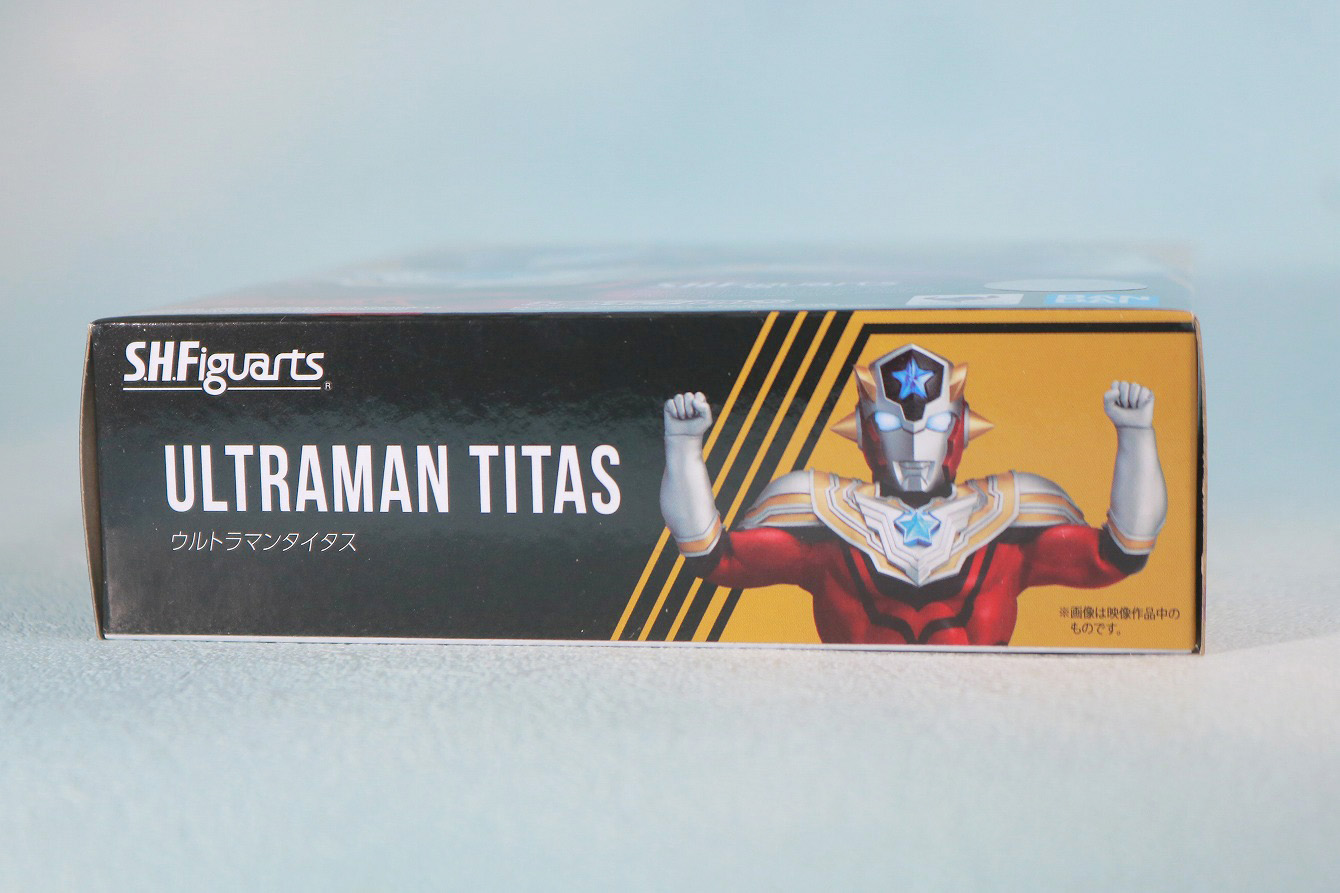 S.H.Figuarts
®
ULTRAMAN TITAS
ウルトラマンタイタス
※画像は映像作品中の
ものです。